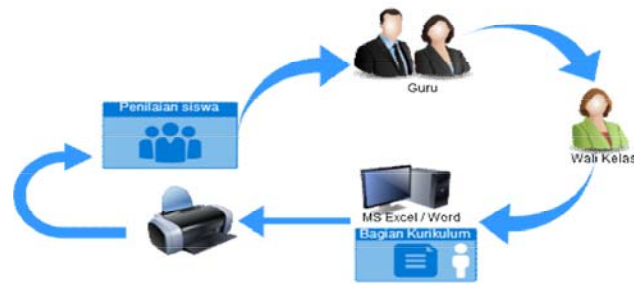 Guru
Penilaian siswa
Wali Kelas
MS Excel / Word
Bagian Kurikulum